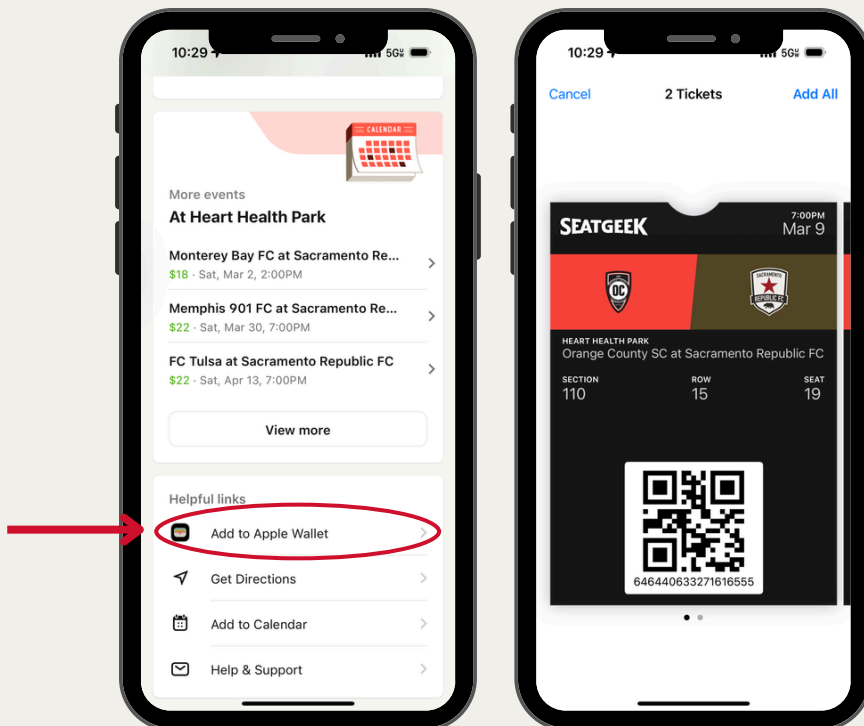 10:29
5G
CALENDAR
More events
At Heart Health Park
Monterey Bay FC at Sacramento Re...
$18 · Sat, Mar 2, 2:00PM
Memphis 901 FC at Sacramento Re...
$22 · Sat, Mar 30, 7:00PM
FC Tulsa at Sacramento Republic FC
$22 · Sat, Apr 13, 7:00PM
View more
Helpful links
Add to Apple Wallet
Get Directions
Add to Calendar
Help & Support
10:29
5G
Cancel 2 Tickets Add All
SEATGEEK
7:00PM
Mar 9
OC
SACRAMENTO
REPUBLIC FC
HEART HEALTH PARK
Orange County SC at Sacramento Republic FC
SECTION ROW SEAT
110 15 19
646440633271616555